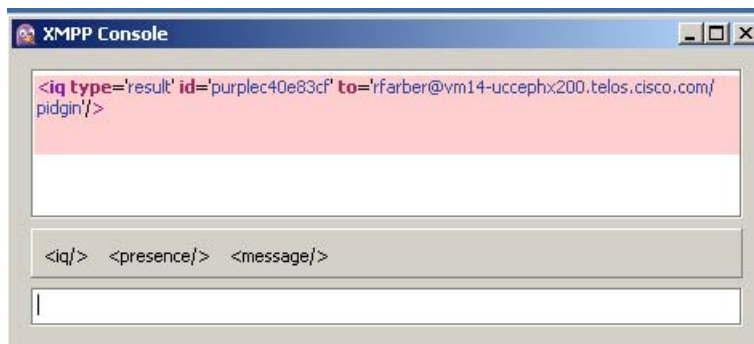 XMPP Console
<iq type='result' id='purplec40e83cf' to='rfarber@vm14-uccephx200.telos.cisco.com/
pidgin'/>
<iq/> <presence/> <message/>